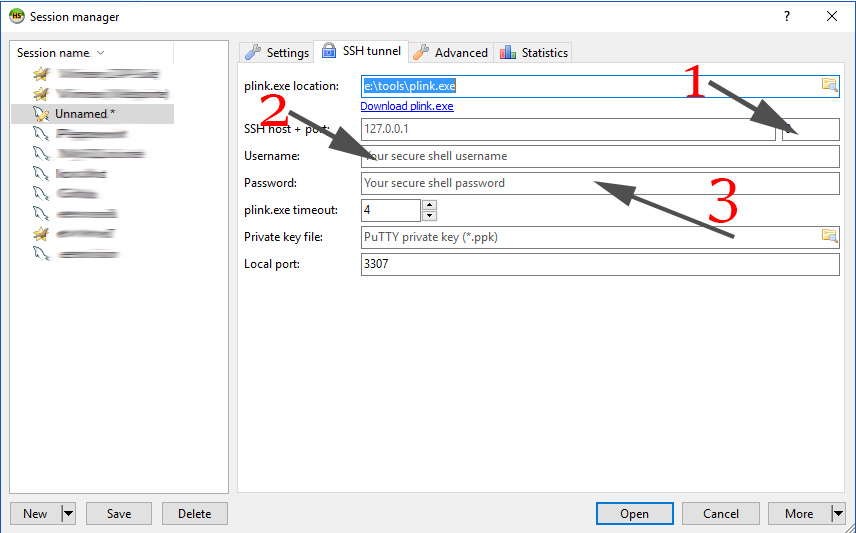 Session manager
Session name
Unnamed *
Settings SSH tunnel Advanced Statistics
plink.exe location: e:\tools\plink.exe
Download plink.exe
SSH host + port: 127.0.0.1
Username: Your secure shell username
Password: Your secure shell password
plink.exe timeout: 4
Private key file: PuTTY private key (*.ppk)
Local port: 3307
1
2
3
New Save Delete Open Cancel More